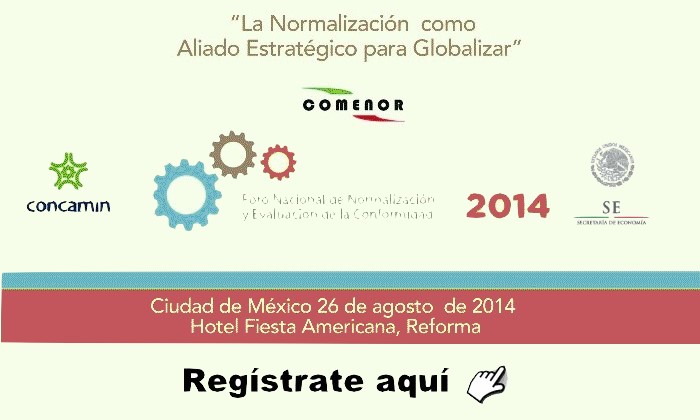 “La Normalización como
Aliado Estratégico para Globalizar”
COMENOR
concamin
Foro Nacional de Normalización
y Evaluación de la Conformidad
2014
SE
SECRETARÍA DE ECONOMÍA
Ciudad de México 26 de agosto de 2014
Hotel Fiesta Americana, Reforma
Regístrate aquí